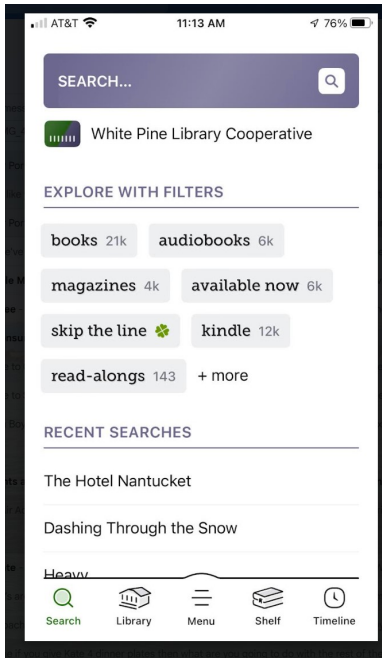 AT&T 11:13 AM 76%
SEARCH...
White Pine Library Cooperative
EXPLORE WITH FILTERS
books 21k audiobooks 6k
magazines 4k available now 6k
skip the line kindle 12k
read-alongs 143 + more
RECENT SEARCHES
The Hotel Nantucket
Dashing Through the Snow
Heavy
Search Library Menu Shelf Timeline